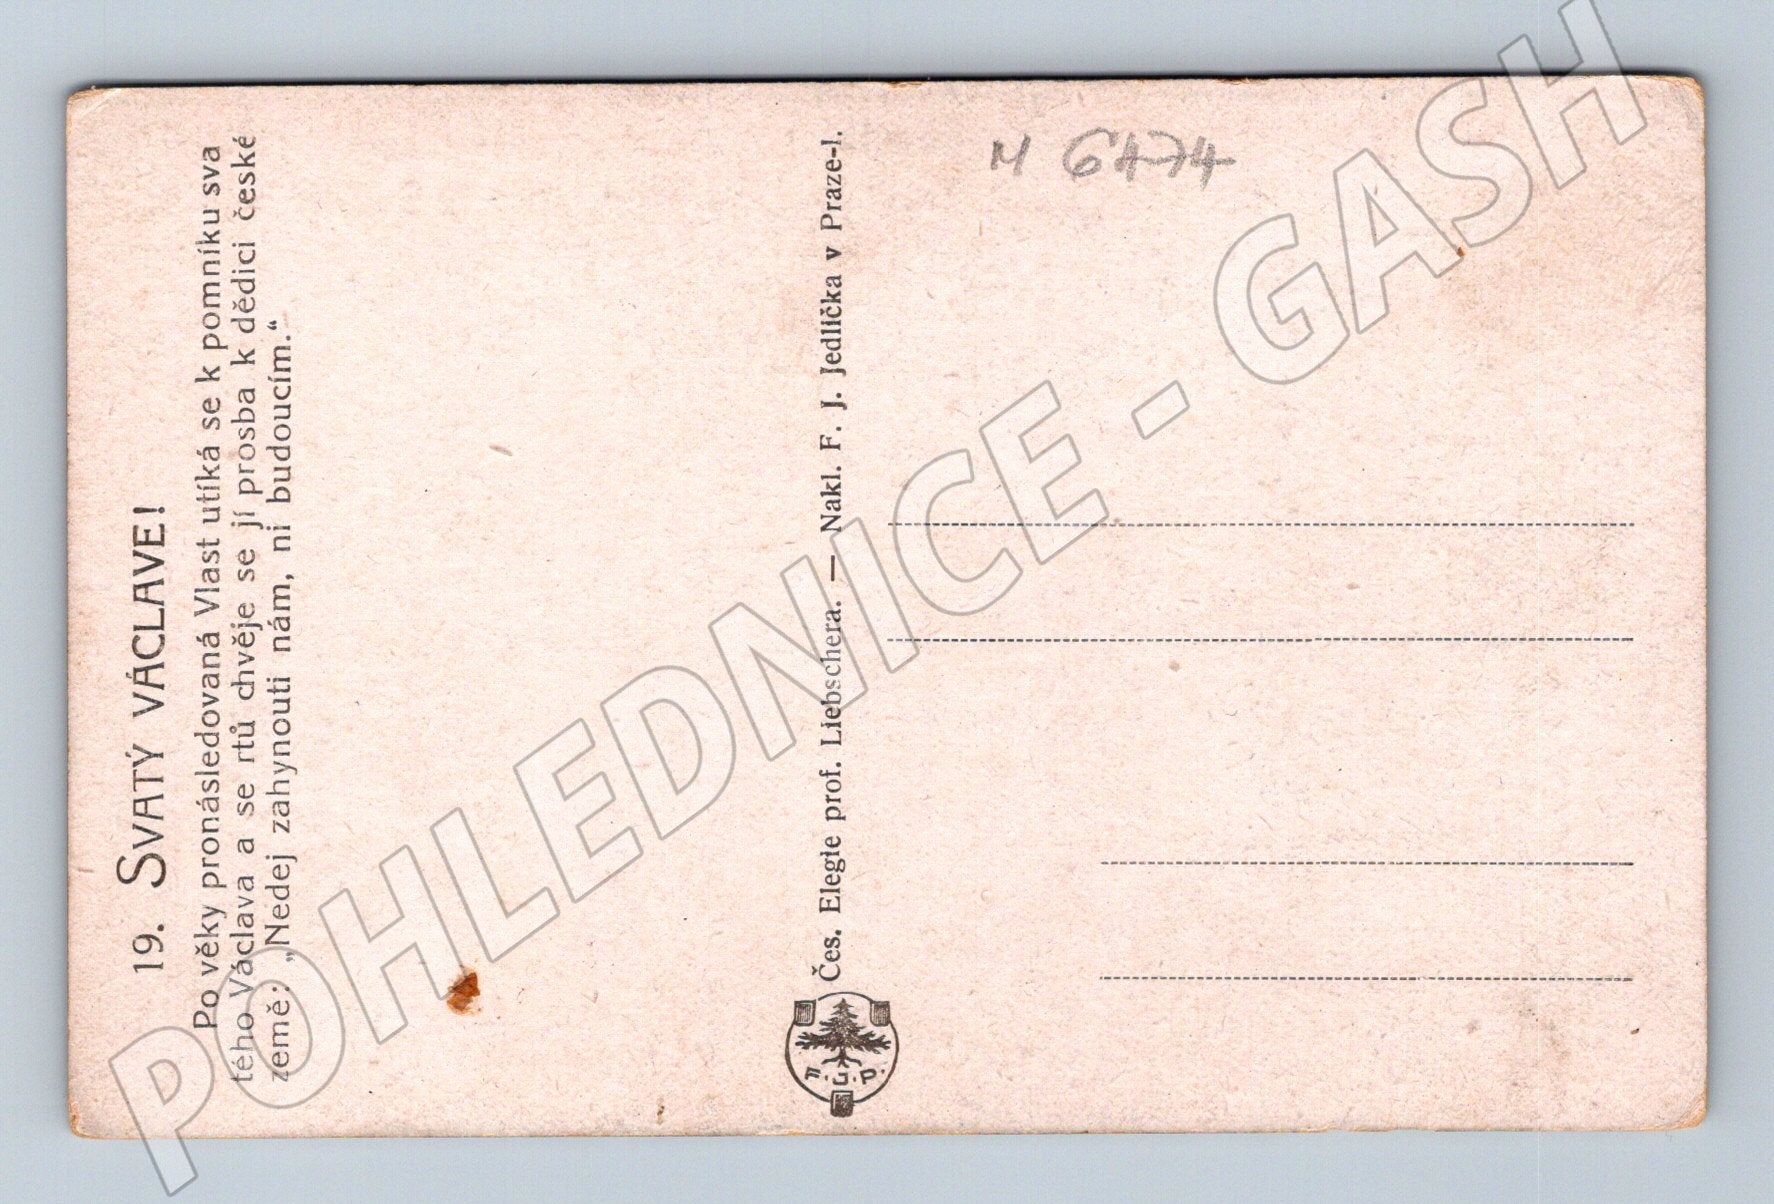 19. SVATÝ VÁCLAVE!
Po věky pronásledovaná Vlast utíká se k pomníku sva
tého Václava a se rtů chvěje se jí prosba k dědici české
země: „Nedej zahynouti nám, ni budoucím.“
Čes. Elegie prof. Liebschera. — Nakl. F. J. Jedlička v Praze-I.
F.J.P.
M 6474
POHLEDNICE - GASH